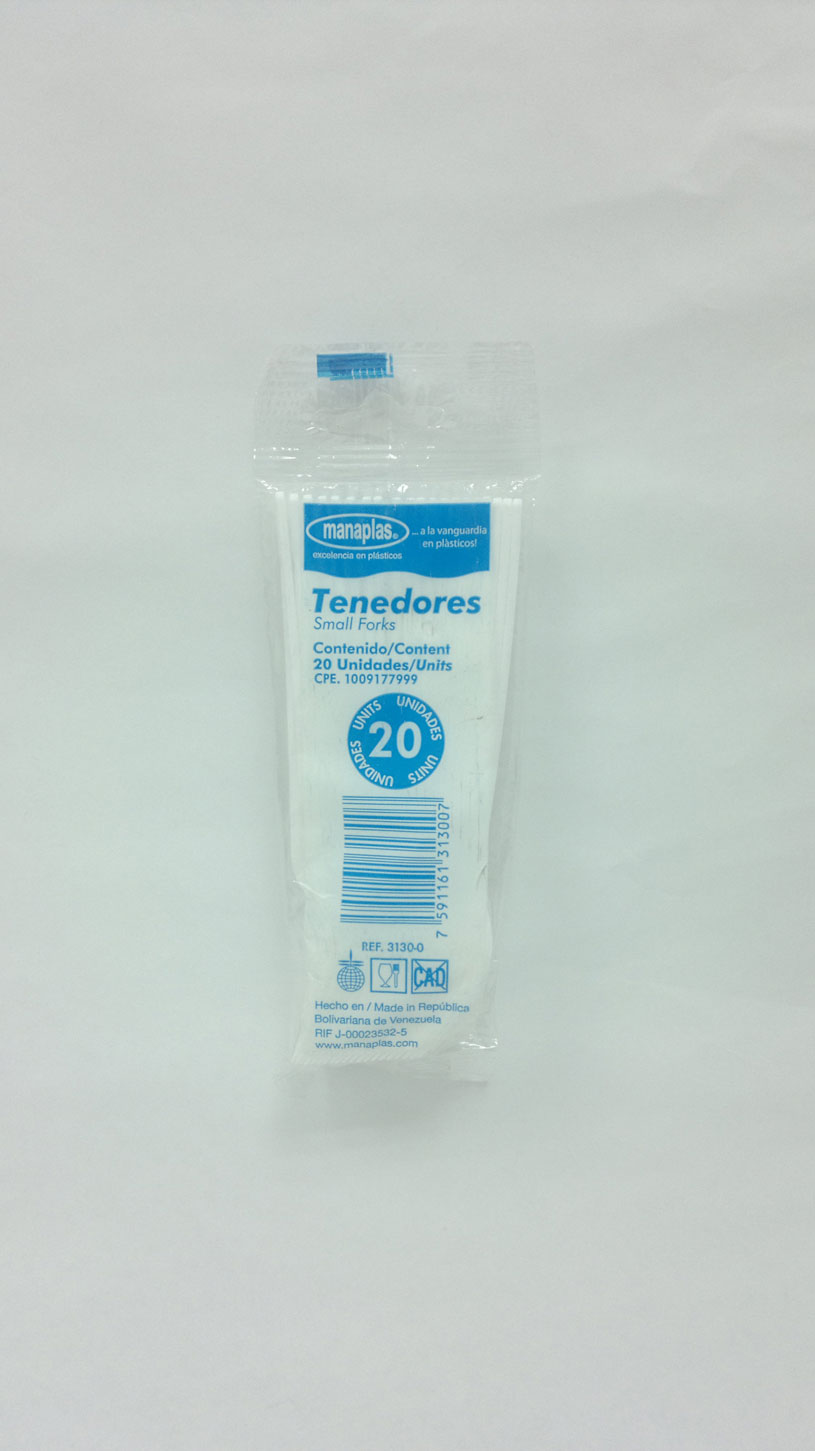 manaplas®
excelencia en plásticos
... a la vanguardia
en plàsticos!
Tenedores
Small Forks
Contenido/Content
20 Unidades/Units
CPE. 1009177999
UNITS UNIDADES UNITS UNIDADES
20
7 591161 313007
REF. 3130-0
CAD
Hecho en / Made in República
Bolivariana de Venezuela
RIF J-00023532-5
www.manaplas.com